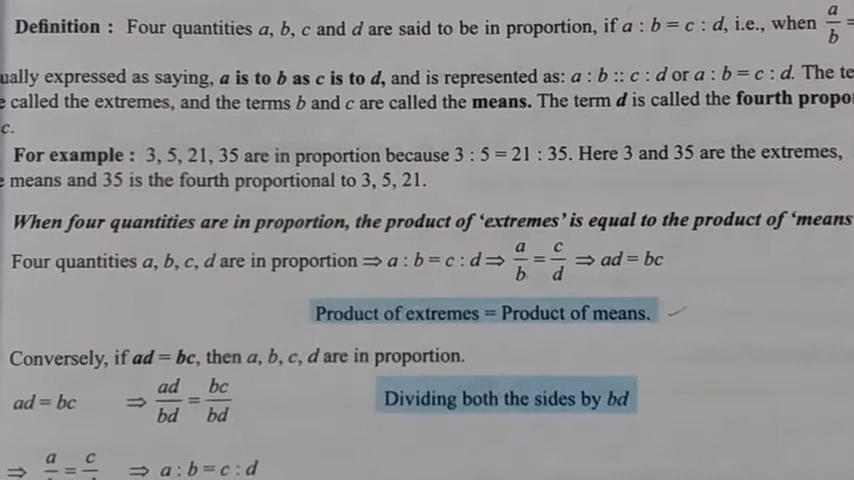 Definition : Four quantities a, b, c and d are said to be in proportion, if a : b = c : d, i.e., when a/b =
ually expressed as saying, a is to b as c is to d, and is represented as: a : b :: c : d or a : b = c : d. The te
e called the extremes, and the terms b and c are called the means. The term d is called the fourth propo
c.
For example : 3, 5, 21, 35 are in proportion because 3 : 5 = 21 : 35. Here 3 and 35 are the extremes,
e means and 35 is the fourth proportional to 3, 5, 21.
When four quantities are in proportion, the product of ‘extremes’ is equal to the product of ‘means
Four quantities a, b, c, d are in proportion ⇒ a : b = c : d ⇒ a/b = c/d ⇒ ad = bc
Product of extremes = Product of means.
Conversely, if ad = bc, then a, b, c, d are in proportion.
ad = bc ⇒ ad/bd = bc/bd Dividing both the sides by bd
⇒ a/ = c/ ⇒ a : b = c : d